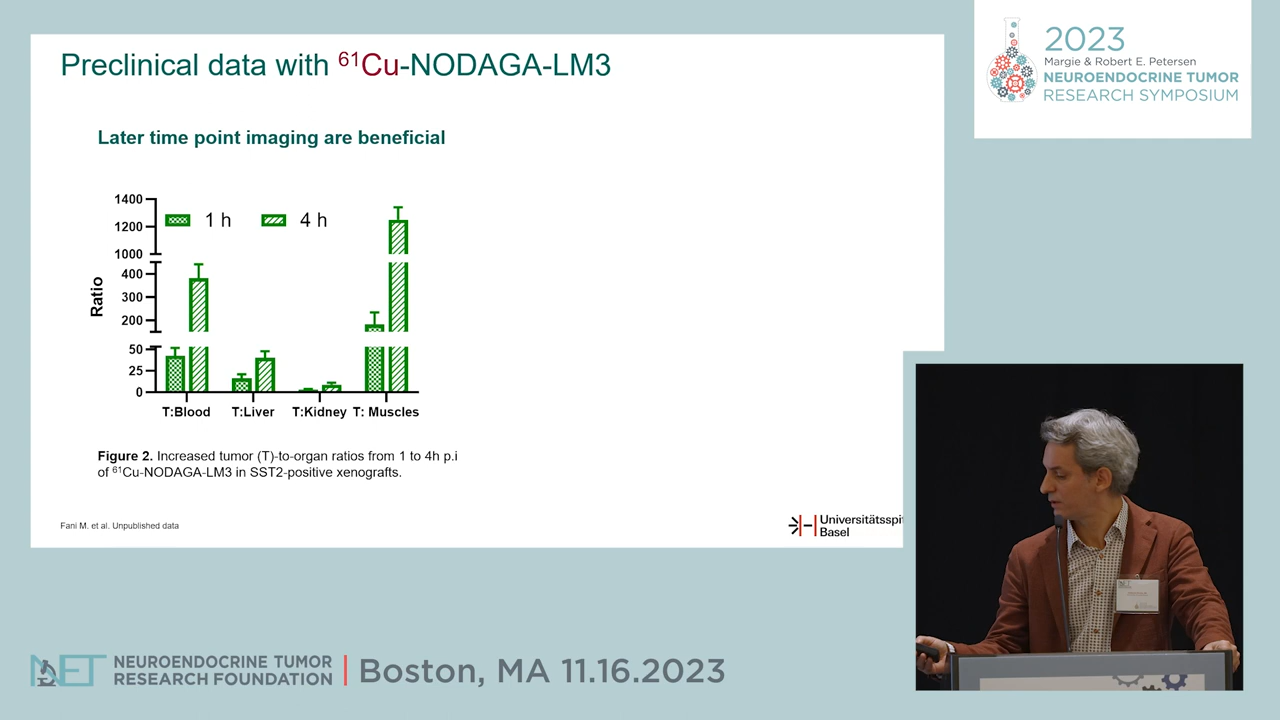 Preclinical data with ⁶¹Cu-NODAGA-LM3
2023
Margie & Robert E. Petersen
NEUROENDOCRINE TUMOR
RESEARCH SYMPOSIUM
Later time point imaging are beneficial
1400
1200
1000
400
300
200
50
25
0
Ratio
1 h
4 h
T:Blood
T:Liver
T:Kidney
T: Muscles
Figure 2. Increased tumor (T)-to-organ ratios from 1 to 4h p.i
of ⁶¹Cu-NODAGA-LM3 in SST2-positive xenografts.
Fani M. et al. Unpublished data
Universitätsspi
Basel
NET
NEUROENDOCRINE TUMOR
RESEARCH FOUNDATION
Boston, MA 11.16.2023